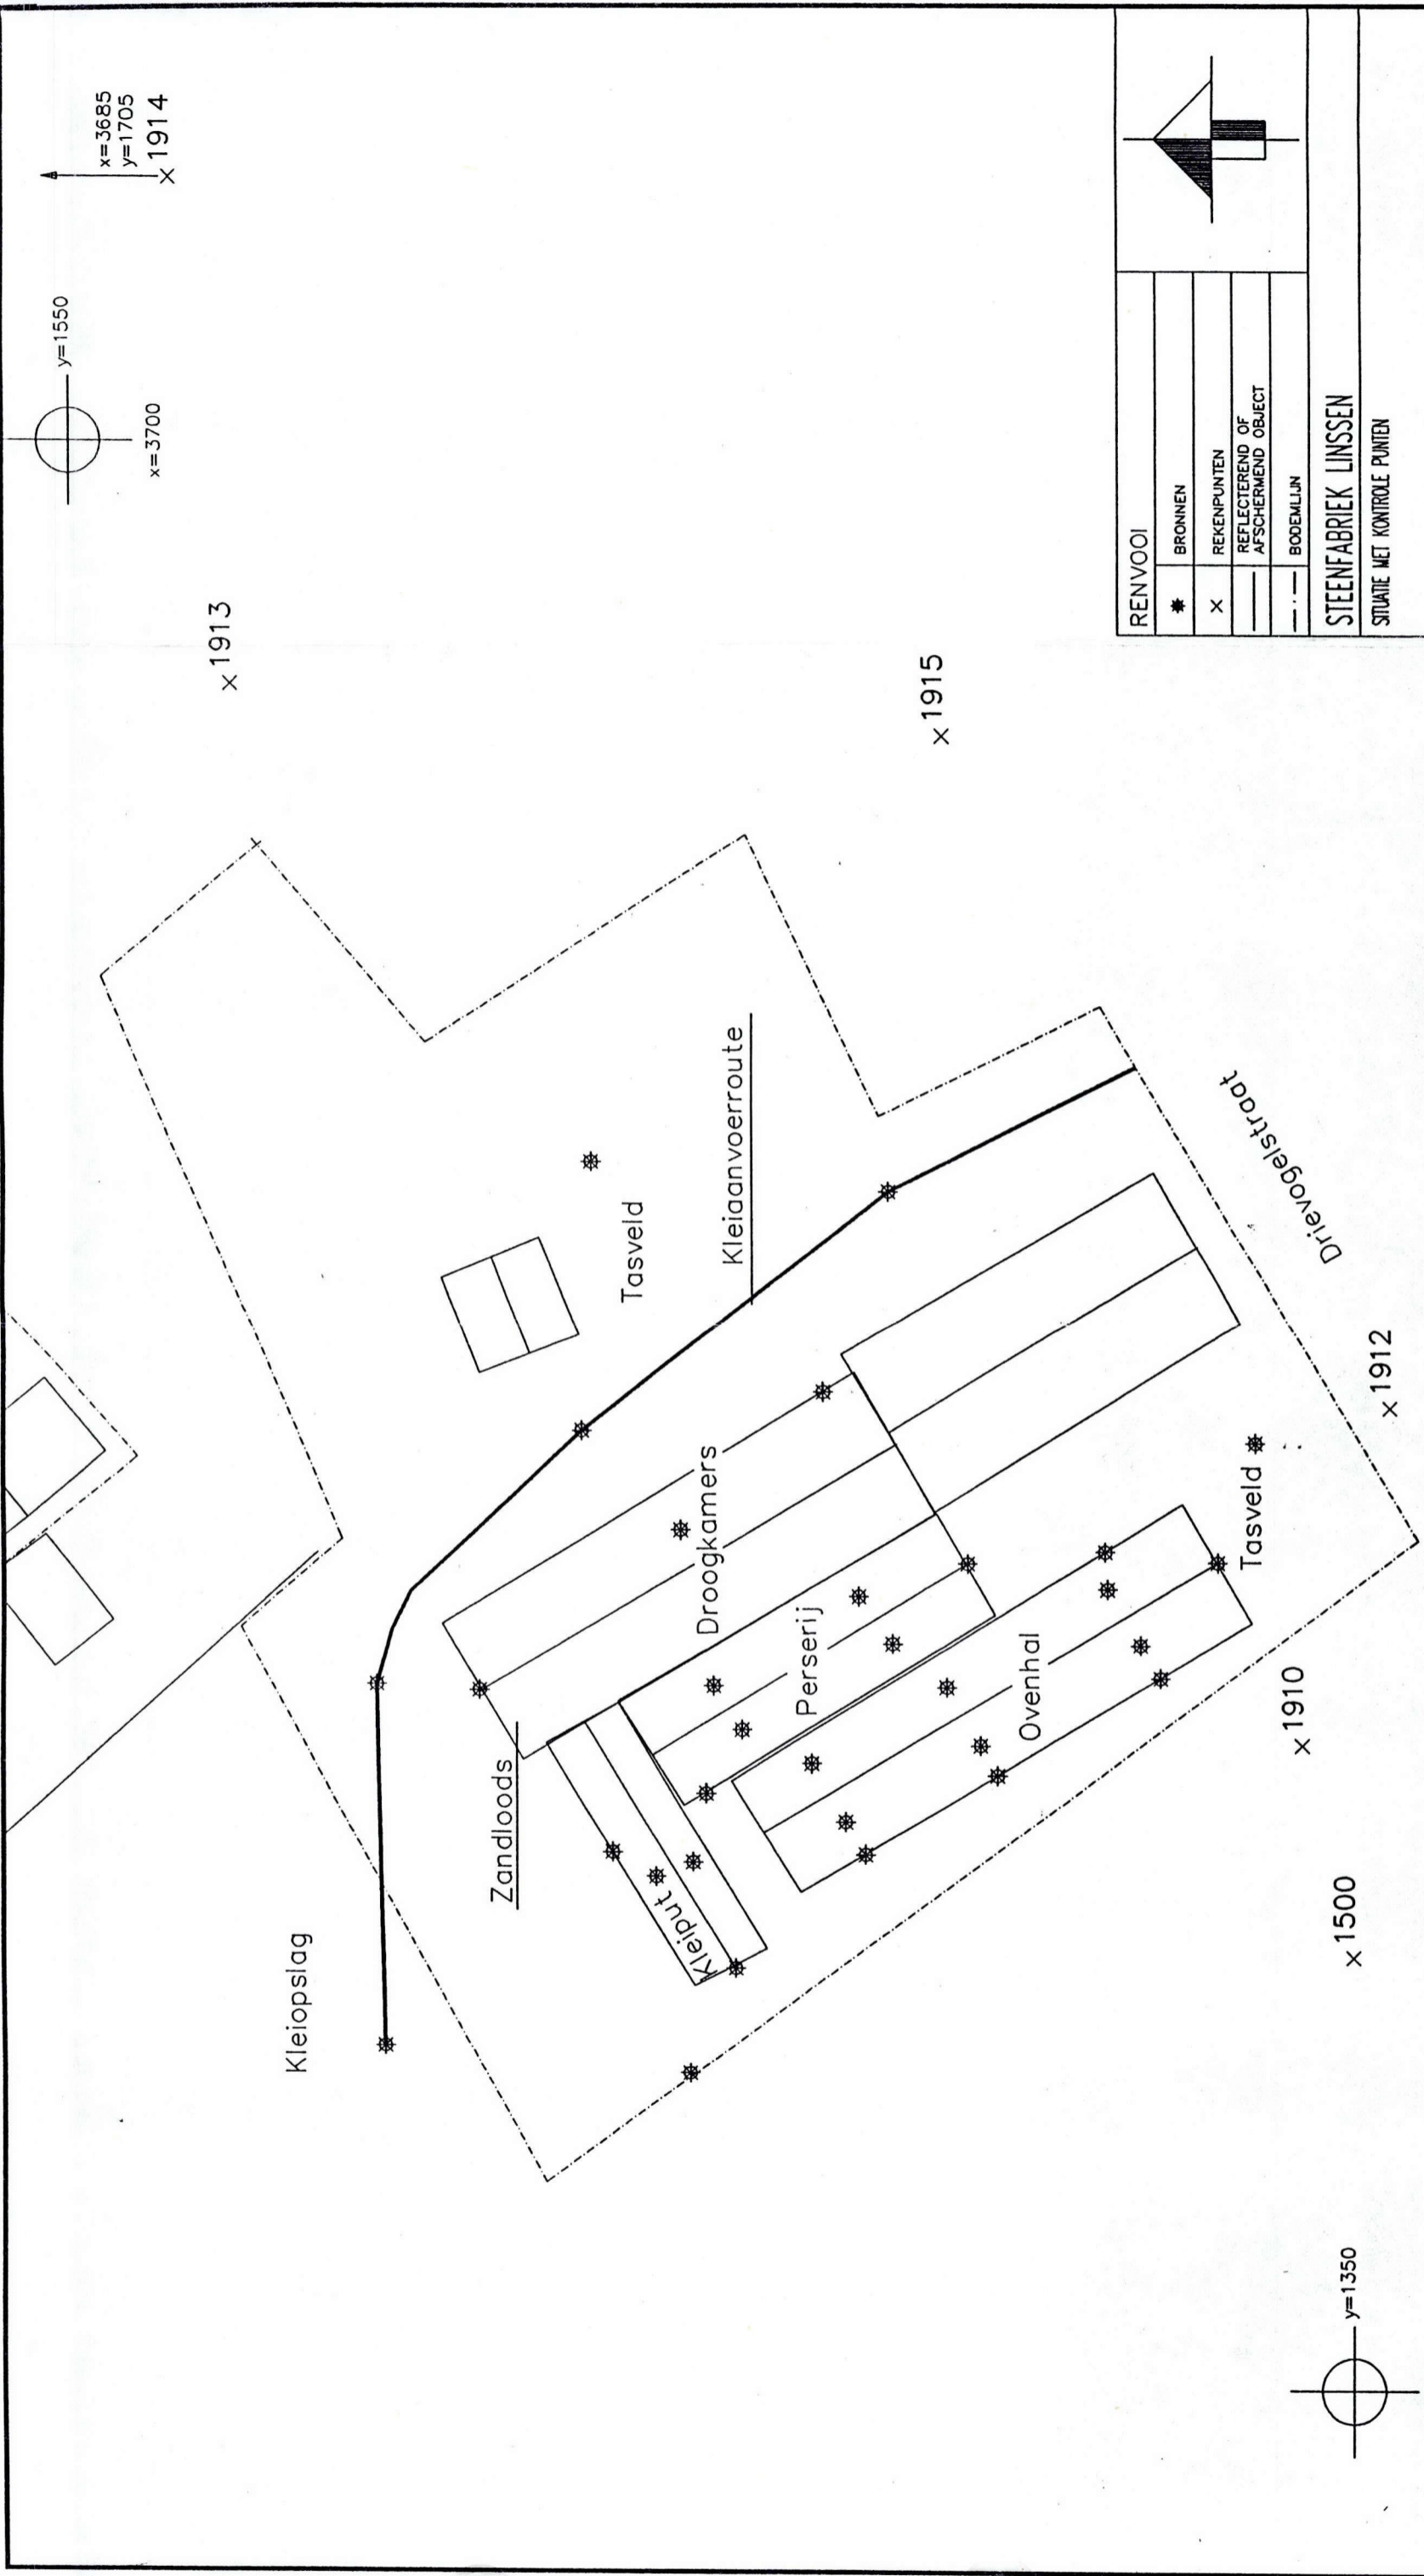 x=3685
y=1705
1914
y=1550
x=3700
1913
1915
Kleiopslag
Zandloods
Kleiput
Droogkamers
Perserij
Ovenhal
Tasveld
Kleiaanvoerroute
Tasveld
Drievogelstraat
1912
1910
1500
y=1350
RENVOOI
BRONNEN
REKENPUNTEN
REFLECTEREND OF
AFSCHERMEND OBJECT
BODEMLIJN
STEENFABRIEK LINSSEN
SITUATIE MET KONTROLE PUNTEN